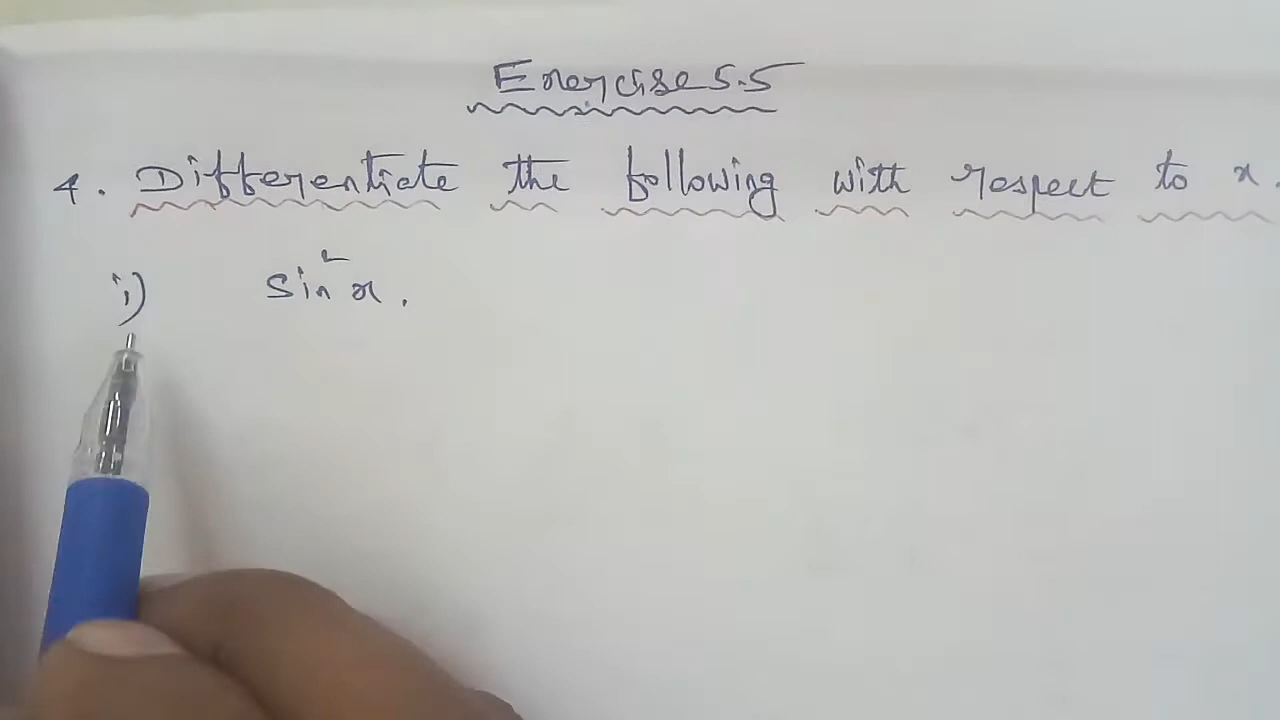 Exercise 5.5
4. Differentiate the following with respect to x.
i) sin²x.